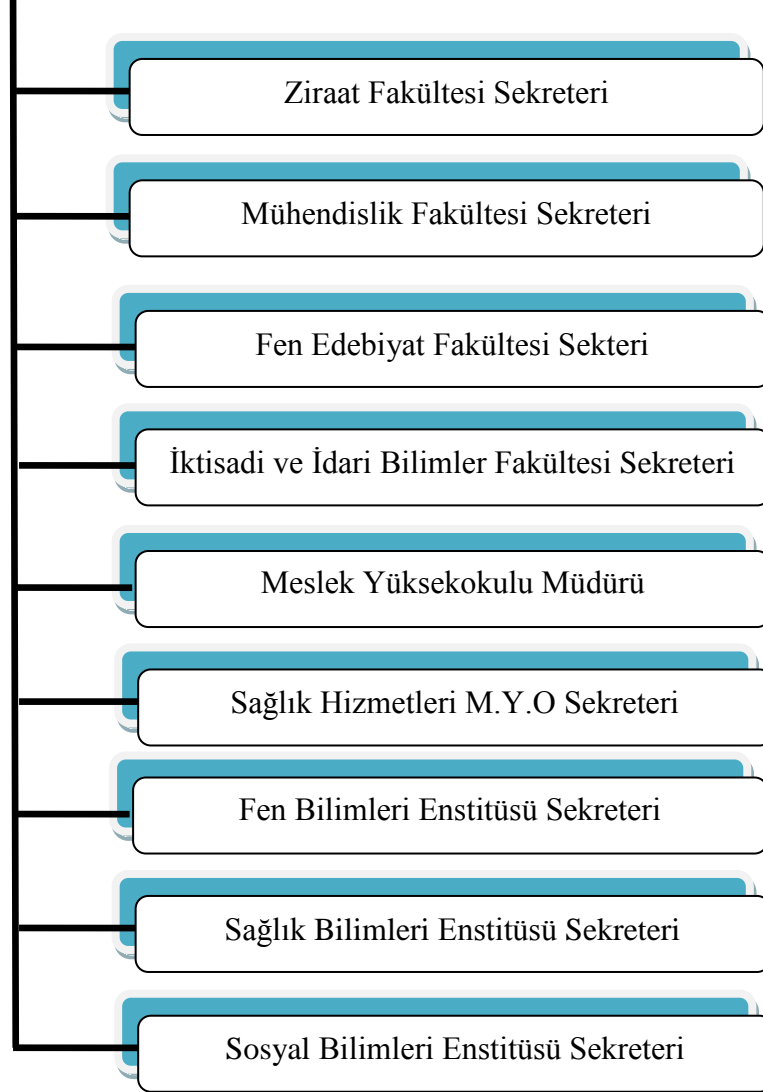 Ziraat Fakültesi Sekreteri
Mühendislik Fakültesi Sekreteri
Fen Edebiyat Fakültesi Sekteri
İktisadi ve İdari Bilimler Fakültesi Sekreteri
Meslek Yüksekokulu Müdürü
Sağlık Hizmetleri M.Y.O Sekreteri
Fen Bilimleri Enstitüsü Sekreteri
Sağlık Bilimleri Enstitüsü Sekreteri
Sosyal Bilimleri Enstitüsü Sekreteri